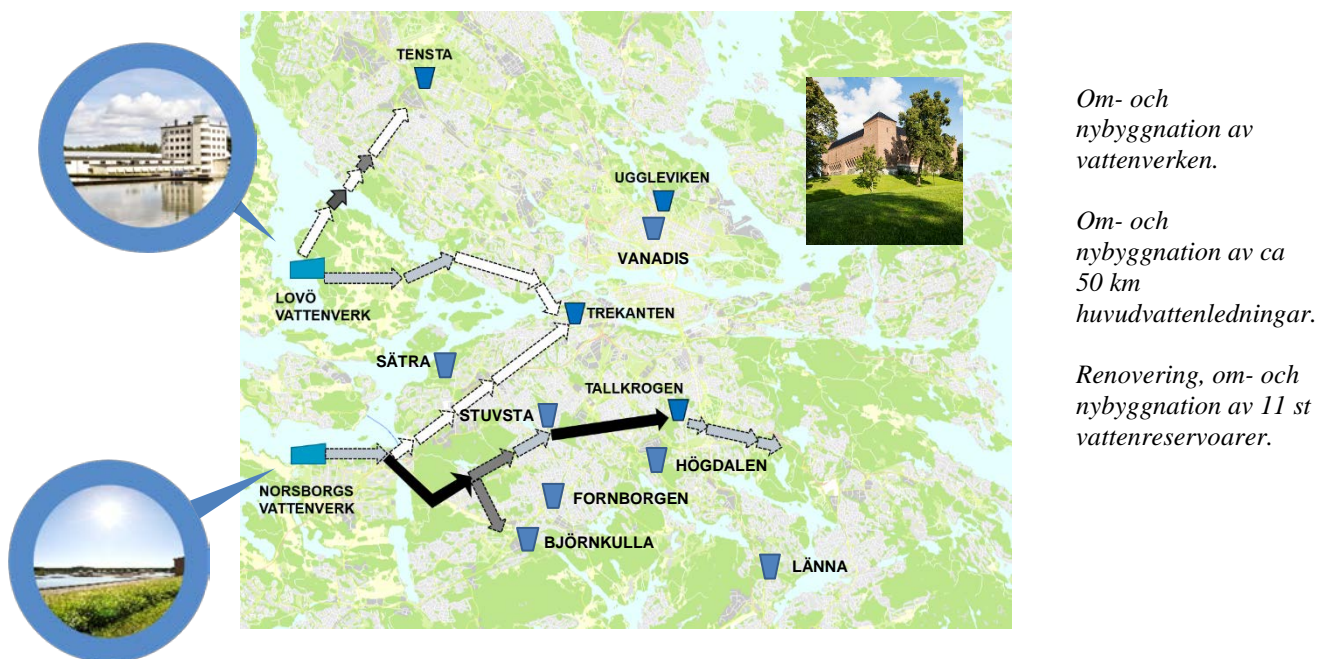 TENSTA
UGGLEVIKEN
VANADIS
LOVÖ
VATTENVERK
TREKANTEN
SÄTRA
TALLKROGEN
STUVSTA
HÖGDALEN
NORSBORGS
VATTENVERK
FORNBORGEN
BJÖRNKULLA
LÄNNA
Om- och
nybyggnation av
vattenverken.
Om- och
nybyggnation av ca
50 km
huvudvattenledningar.
Renovering, om- och
nybyggnation av 11 st
vattenreservoarer.